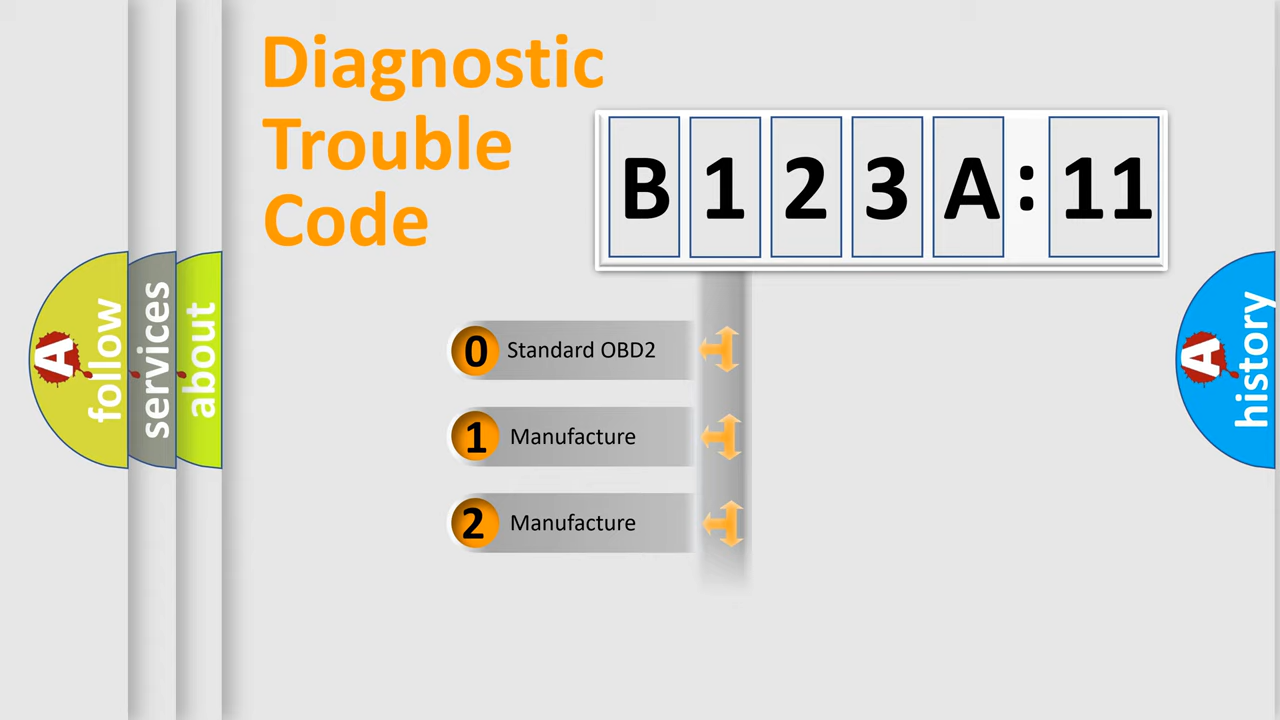 Diagnostic
Trouble
Code
B 1 2 3 A : 11
0 Standard OBD2
1 Manufacture
2 Manufacture
A follow
services
about
A history